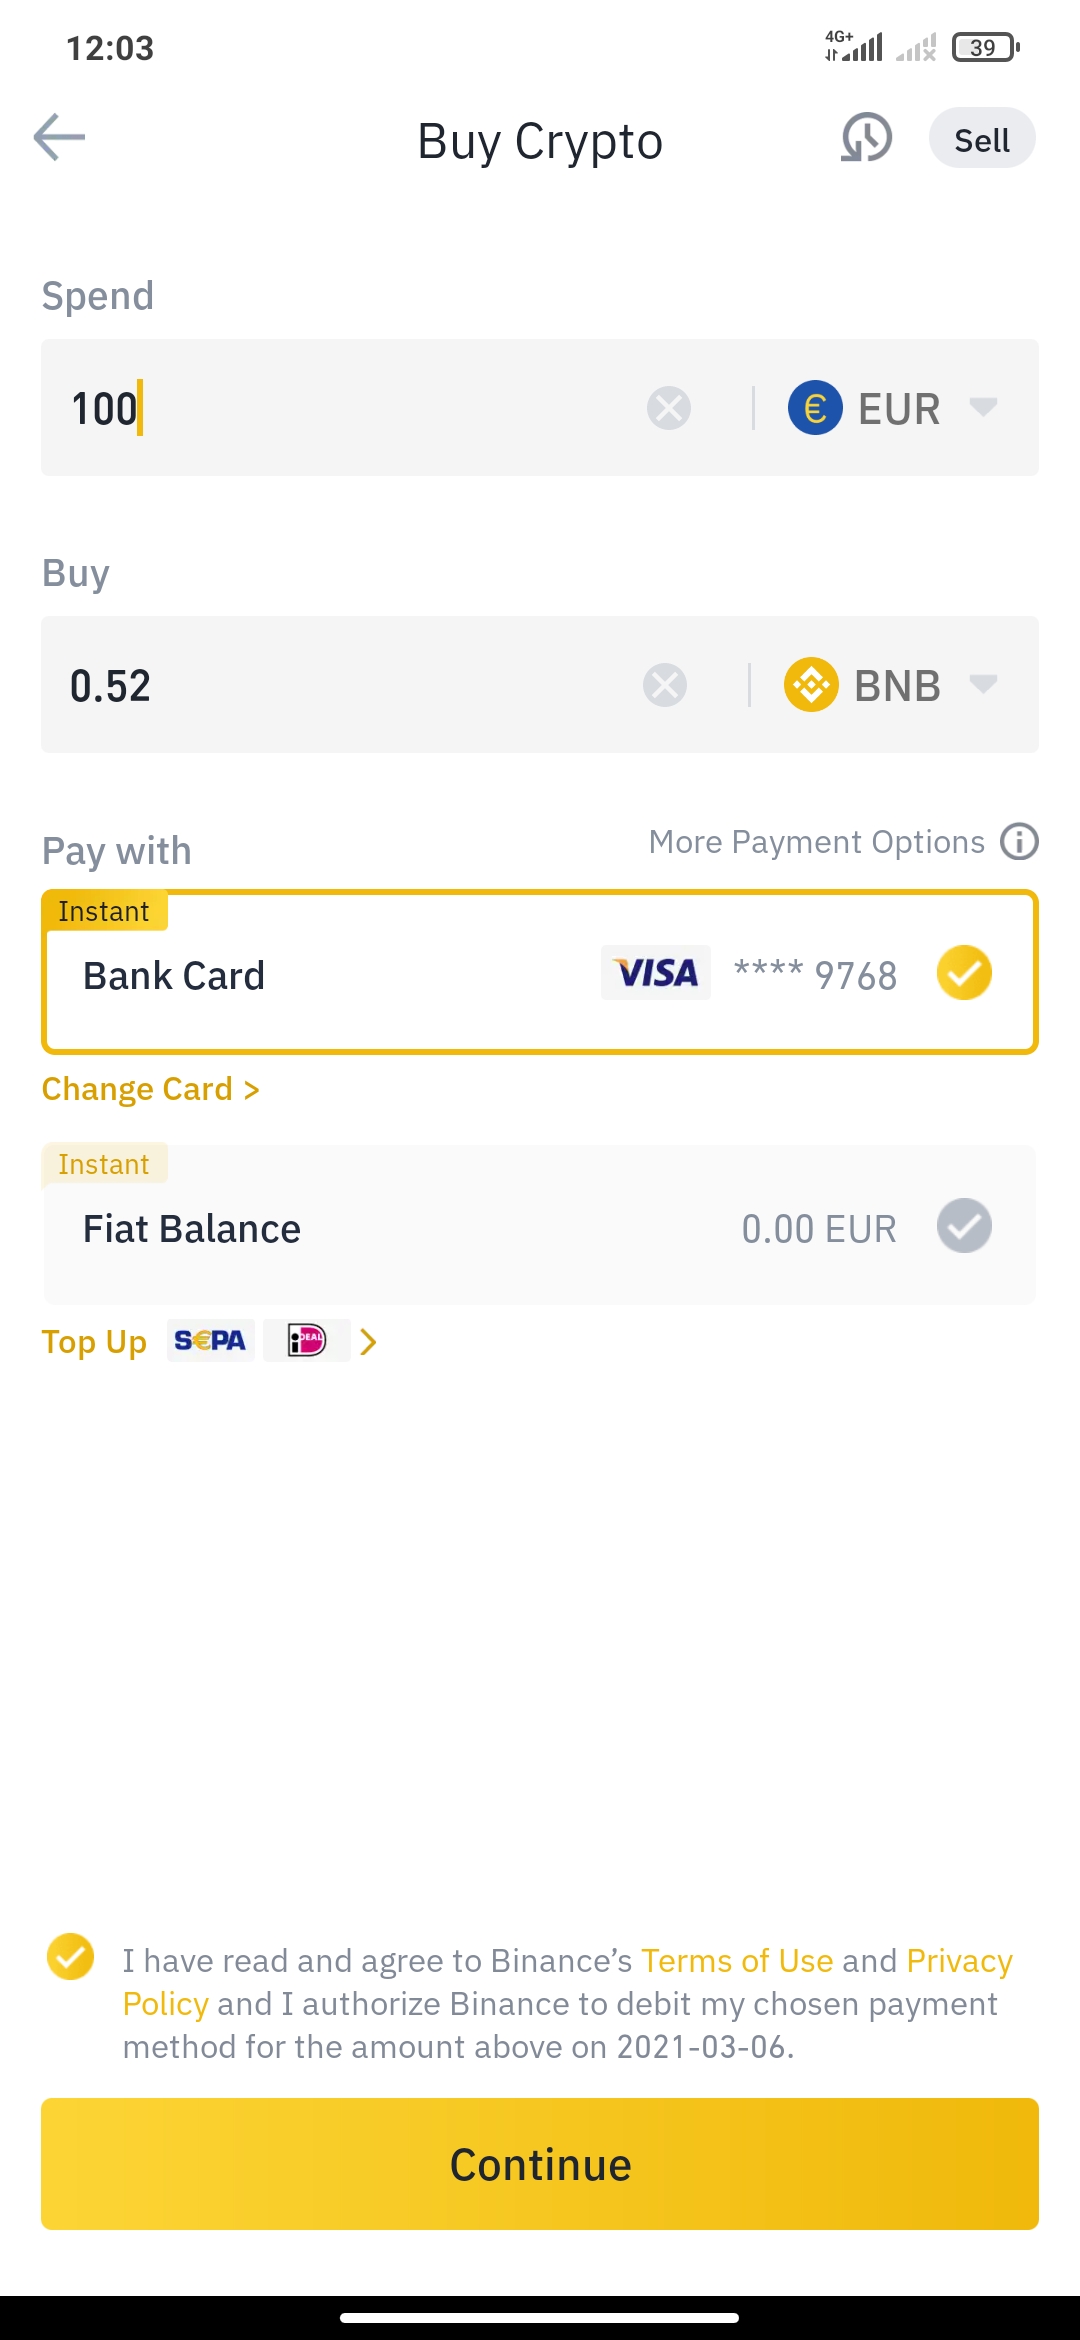 12:03
4G+
39
Buy Crypto
Sell
Spend
100
€ EUR
Buy
0.52
BNB
Pay with
More Payment Options
Instant
Bank Card
VISA
**** 9768
Change Card >
Instant
Fiat Balance
0.00 EUR
Top Up S€PA iDEAL >
I have read and agree to Binance’s Terms of Use and Privacy
Policy and I authorize Binance to debit my chosen payment
method for the amount above on 2021-03-06.
Continue